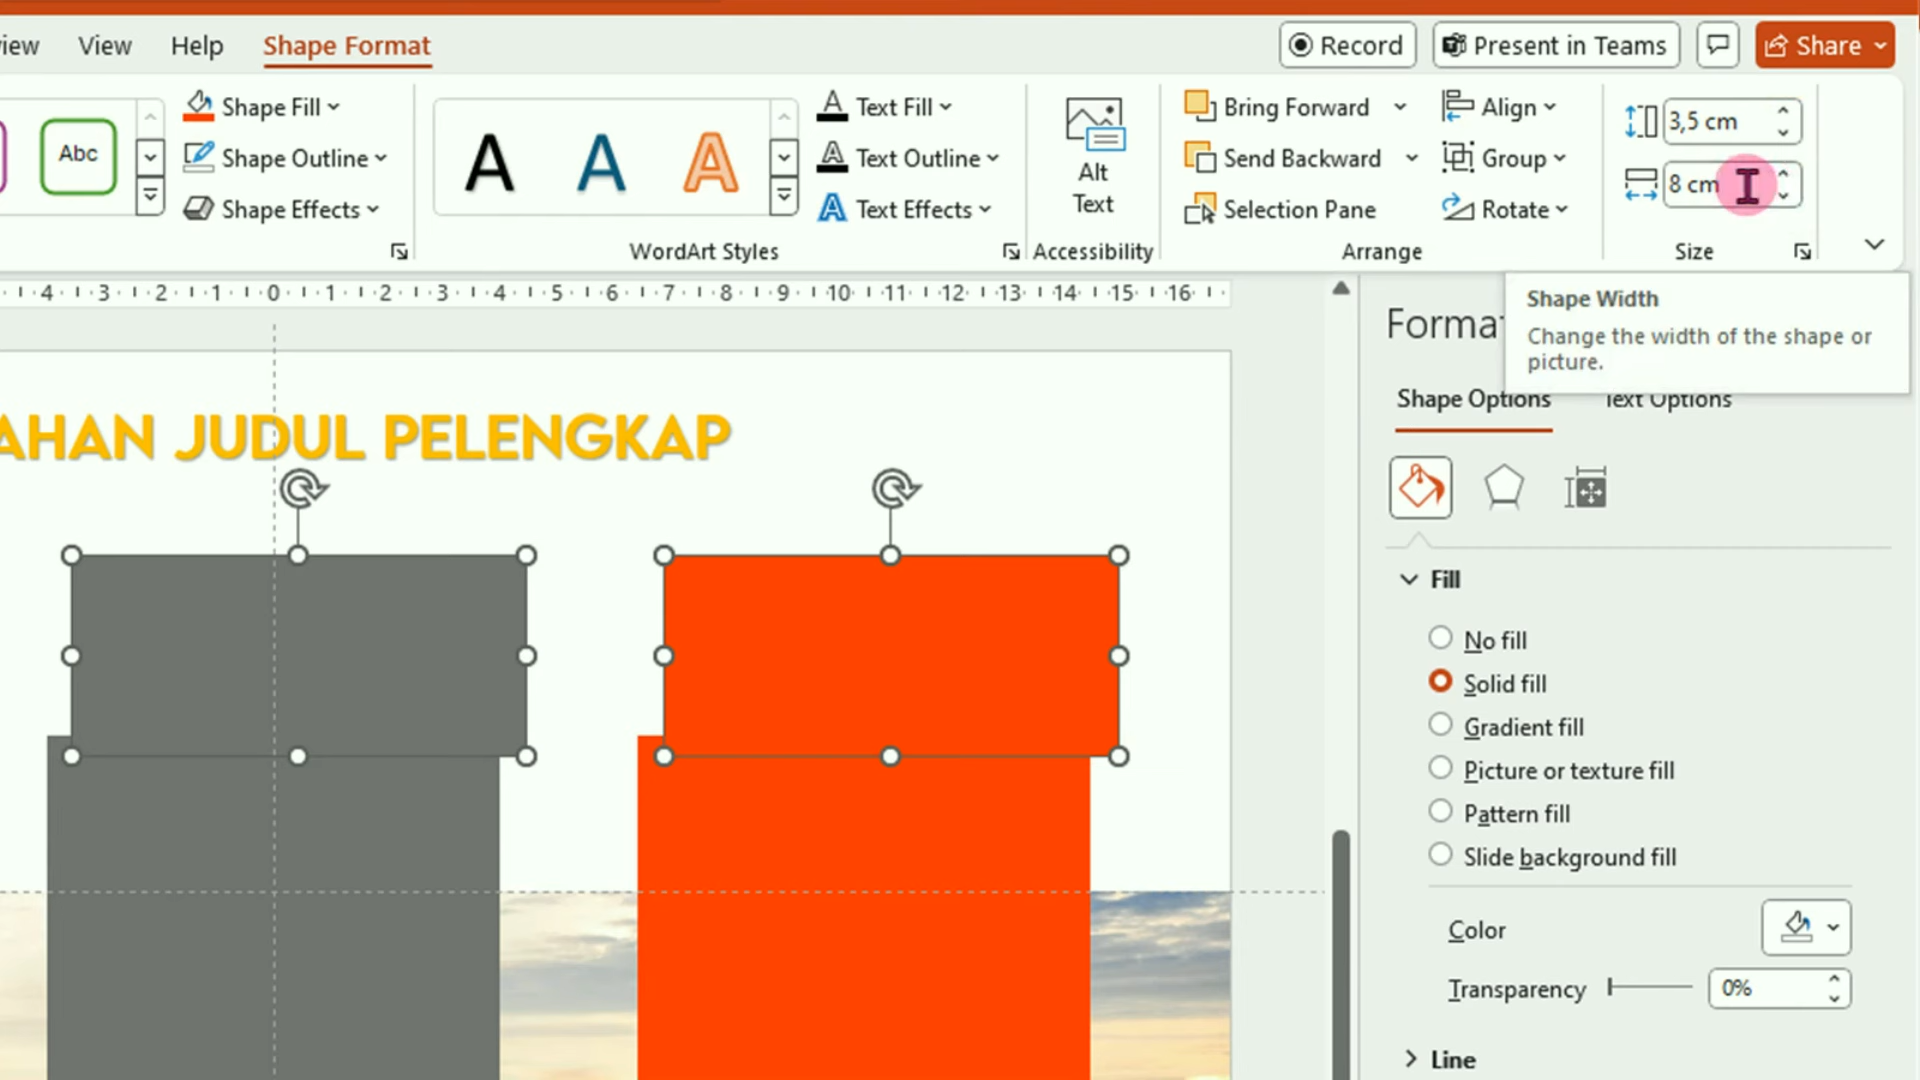 iew View Help Shape Format Record Present in Teams Share
Abc Shape Fill A A A A Text Fill Bring Forward Align 3,5 cm
Shape Outline A Text Outline Alt Text Send Backward Group 8 cm
Shape Effects A Text Effects Selection Pane Rotate
WordArt Styles Accessibility Arrange Size
4 3 2 1 0 1 2 3 4 5 6 7 8 9 10 11 12 13 14 15 16
Shape Width
Change the width of the shape or
picture.
Forma
Shape Options Text Options
AHAN JUDUL PELENGKAP
Fill
No fill
Solid fill
Gradient fill
Picture or texture fill
Pattern fill
Slide background fill
Color
Transparency 0%
Line